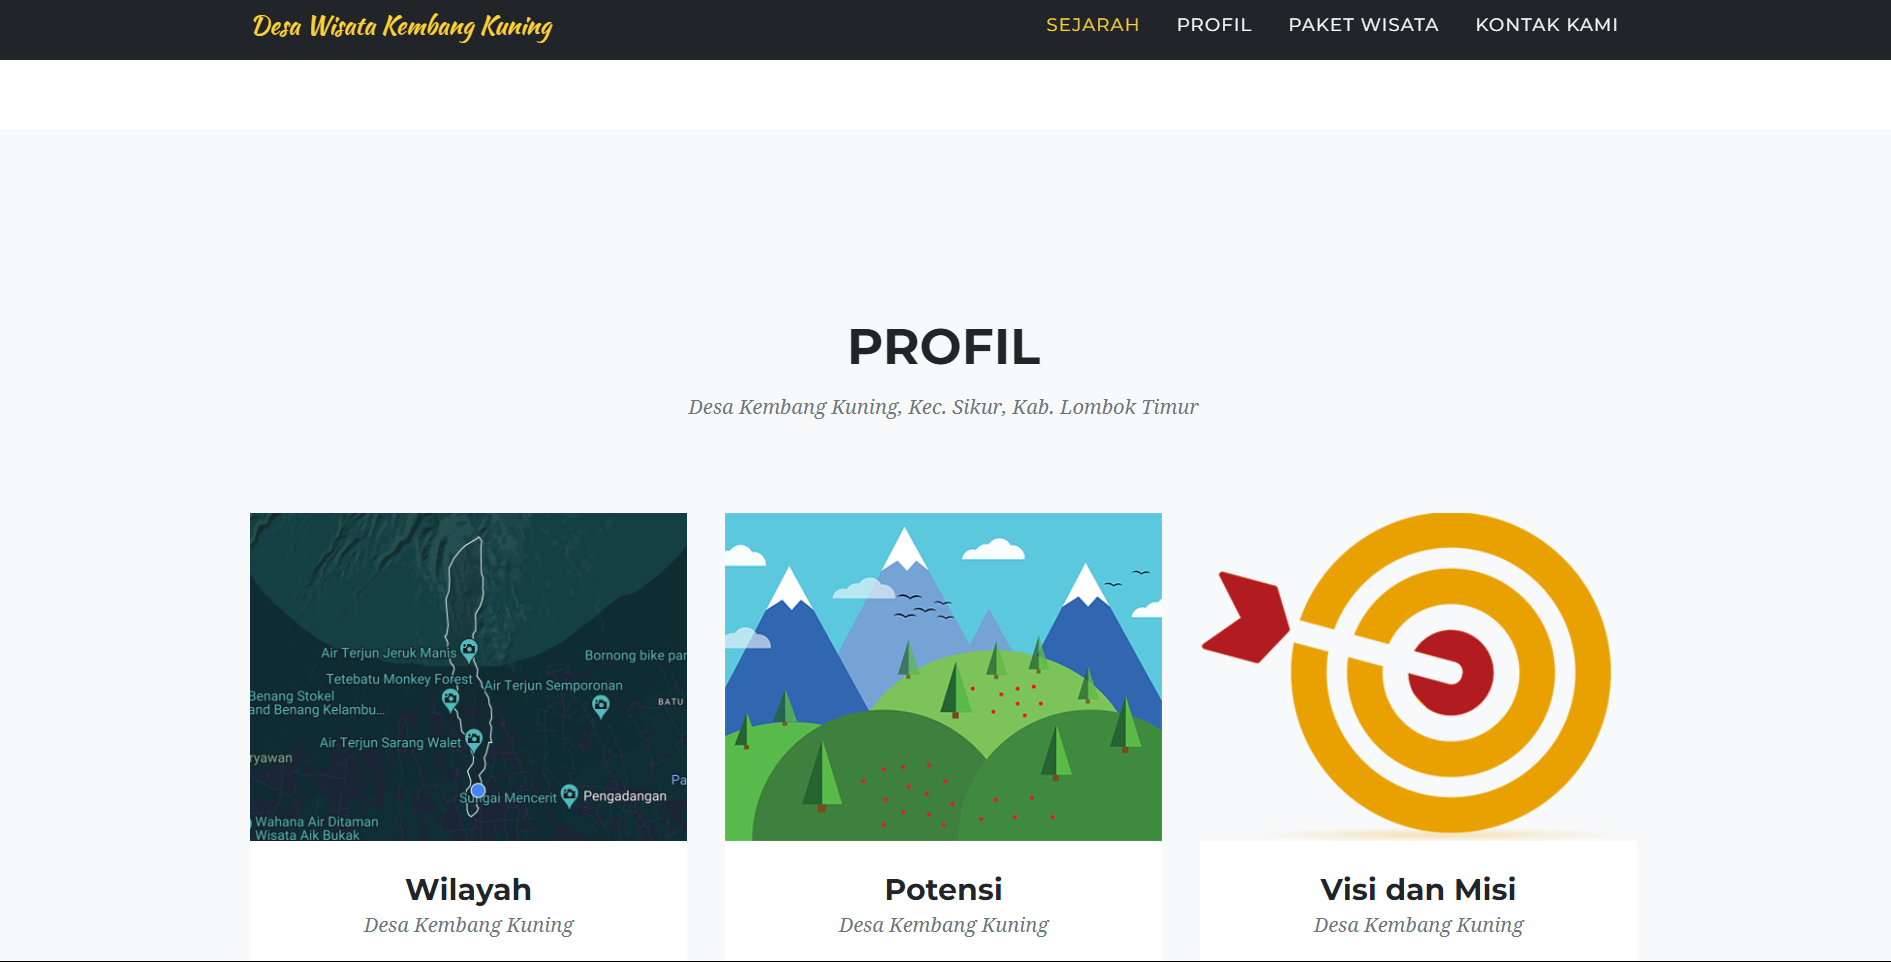 Desa Wisata Kembang Kuning
SEJARAH PROFIL PAKET WISATA KONTAK KAMI
PROFIL
Desa Kembang Kuning, Kec. Sikur, Kab. Lombok Timur
Air Terjun Jeruk Manis
Bornong bike par
Tetebatu Monkey Forest
Air Terjun Semporonan
Benang Stokel
and Benang Kelambu...
BATU
Air Terjun Sarang Walet
ryawan
Pa
Sungai Mencerit
Pengadangan
Wahana Air Ditaman
Wisata Aik Bukak
Wilayah
Desa Kembang Kuning
Potensi
Desa Kembang Kuning
Visi dan Misi
Desa Kembang Kuning